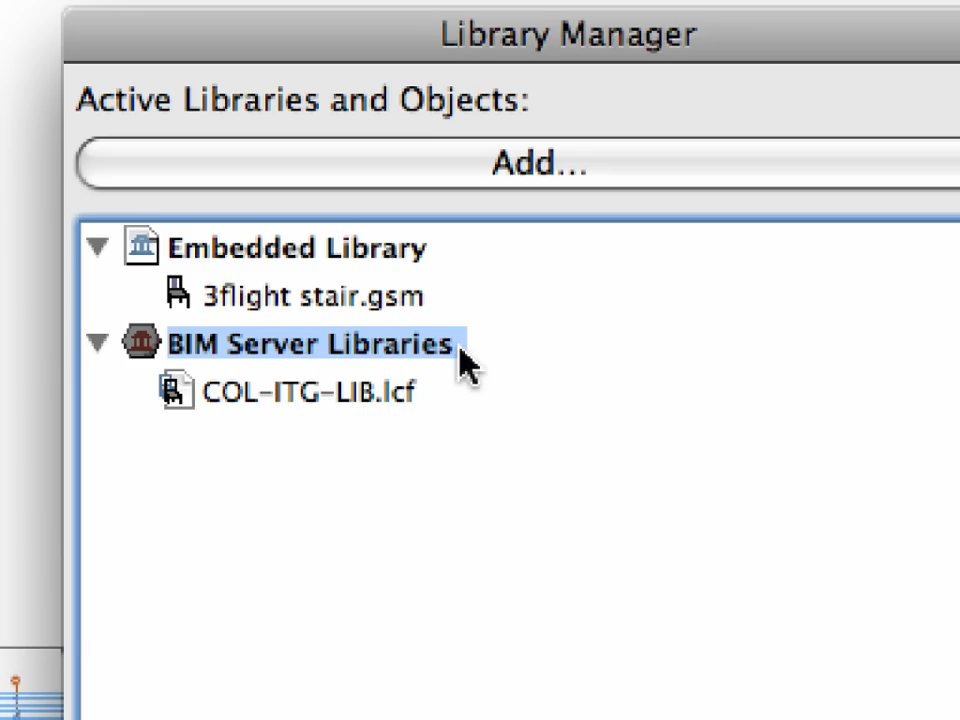 Library Manager
Active Libraries and Objects:
Add...
Embedded Library
3flight stair.gsm
BIM Server Libraries
COL-ITG-LIB.lcf